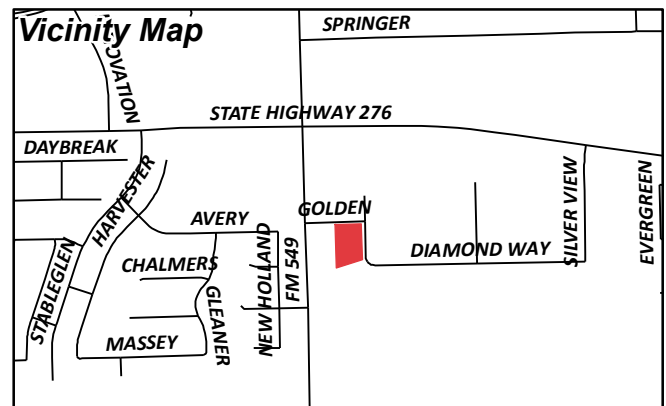 Vicinity Map
SPRINGER
OVATION
STATE HIGHWAY 276
DAYBREAK
HARVESTER
SILVER VIEW
EVERGREEN
GOLDEN
AVERY
NEW HOLLAND
FM 549
DIAMOND WAY
STABLEGLEN
CHALMERS
GLEANER
MASSEY